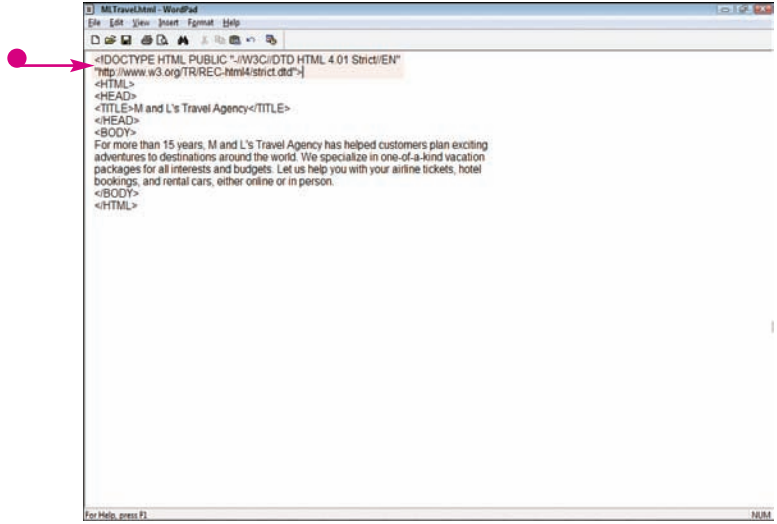 MLTravel.html - WordPad
File Edit View Insert Format Help
<!DOCTYPE HTML PUBLIC "-//W3C//DTD HTML 4.01 Strict//EN"
"http://www.w3.org/TR/REC-html4/strict.dtd">
<HTML>
<HEAD>
<TITLE>M and L's Travel Agency</TITLE>
</HEAD>
<BODY>
For more than 15 years, M and L's Travel Agency has helped customers plan exciting
adventures to destinations around the world. We specialize in one-of-a-kind vacation
packages for all interests and budgets. Let us help you with your airline tickets, hotel
bookings, and rental cars, either online or in person.
</BODY>
</HTML>
For Help, press F1
NUM